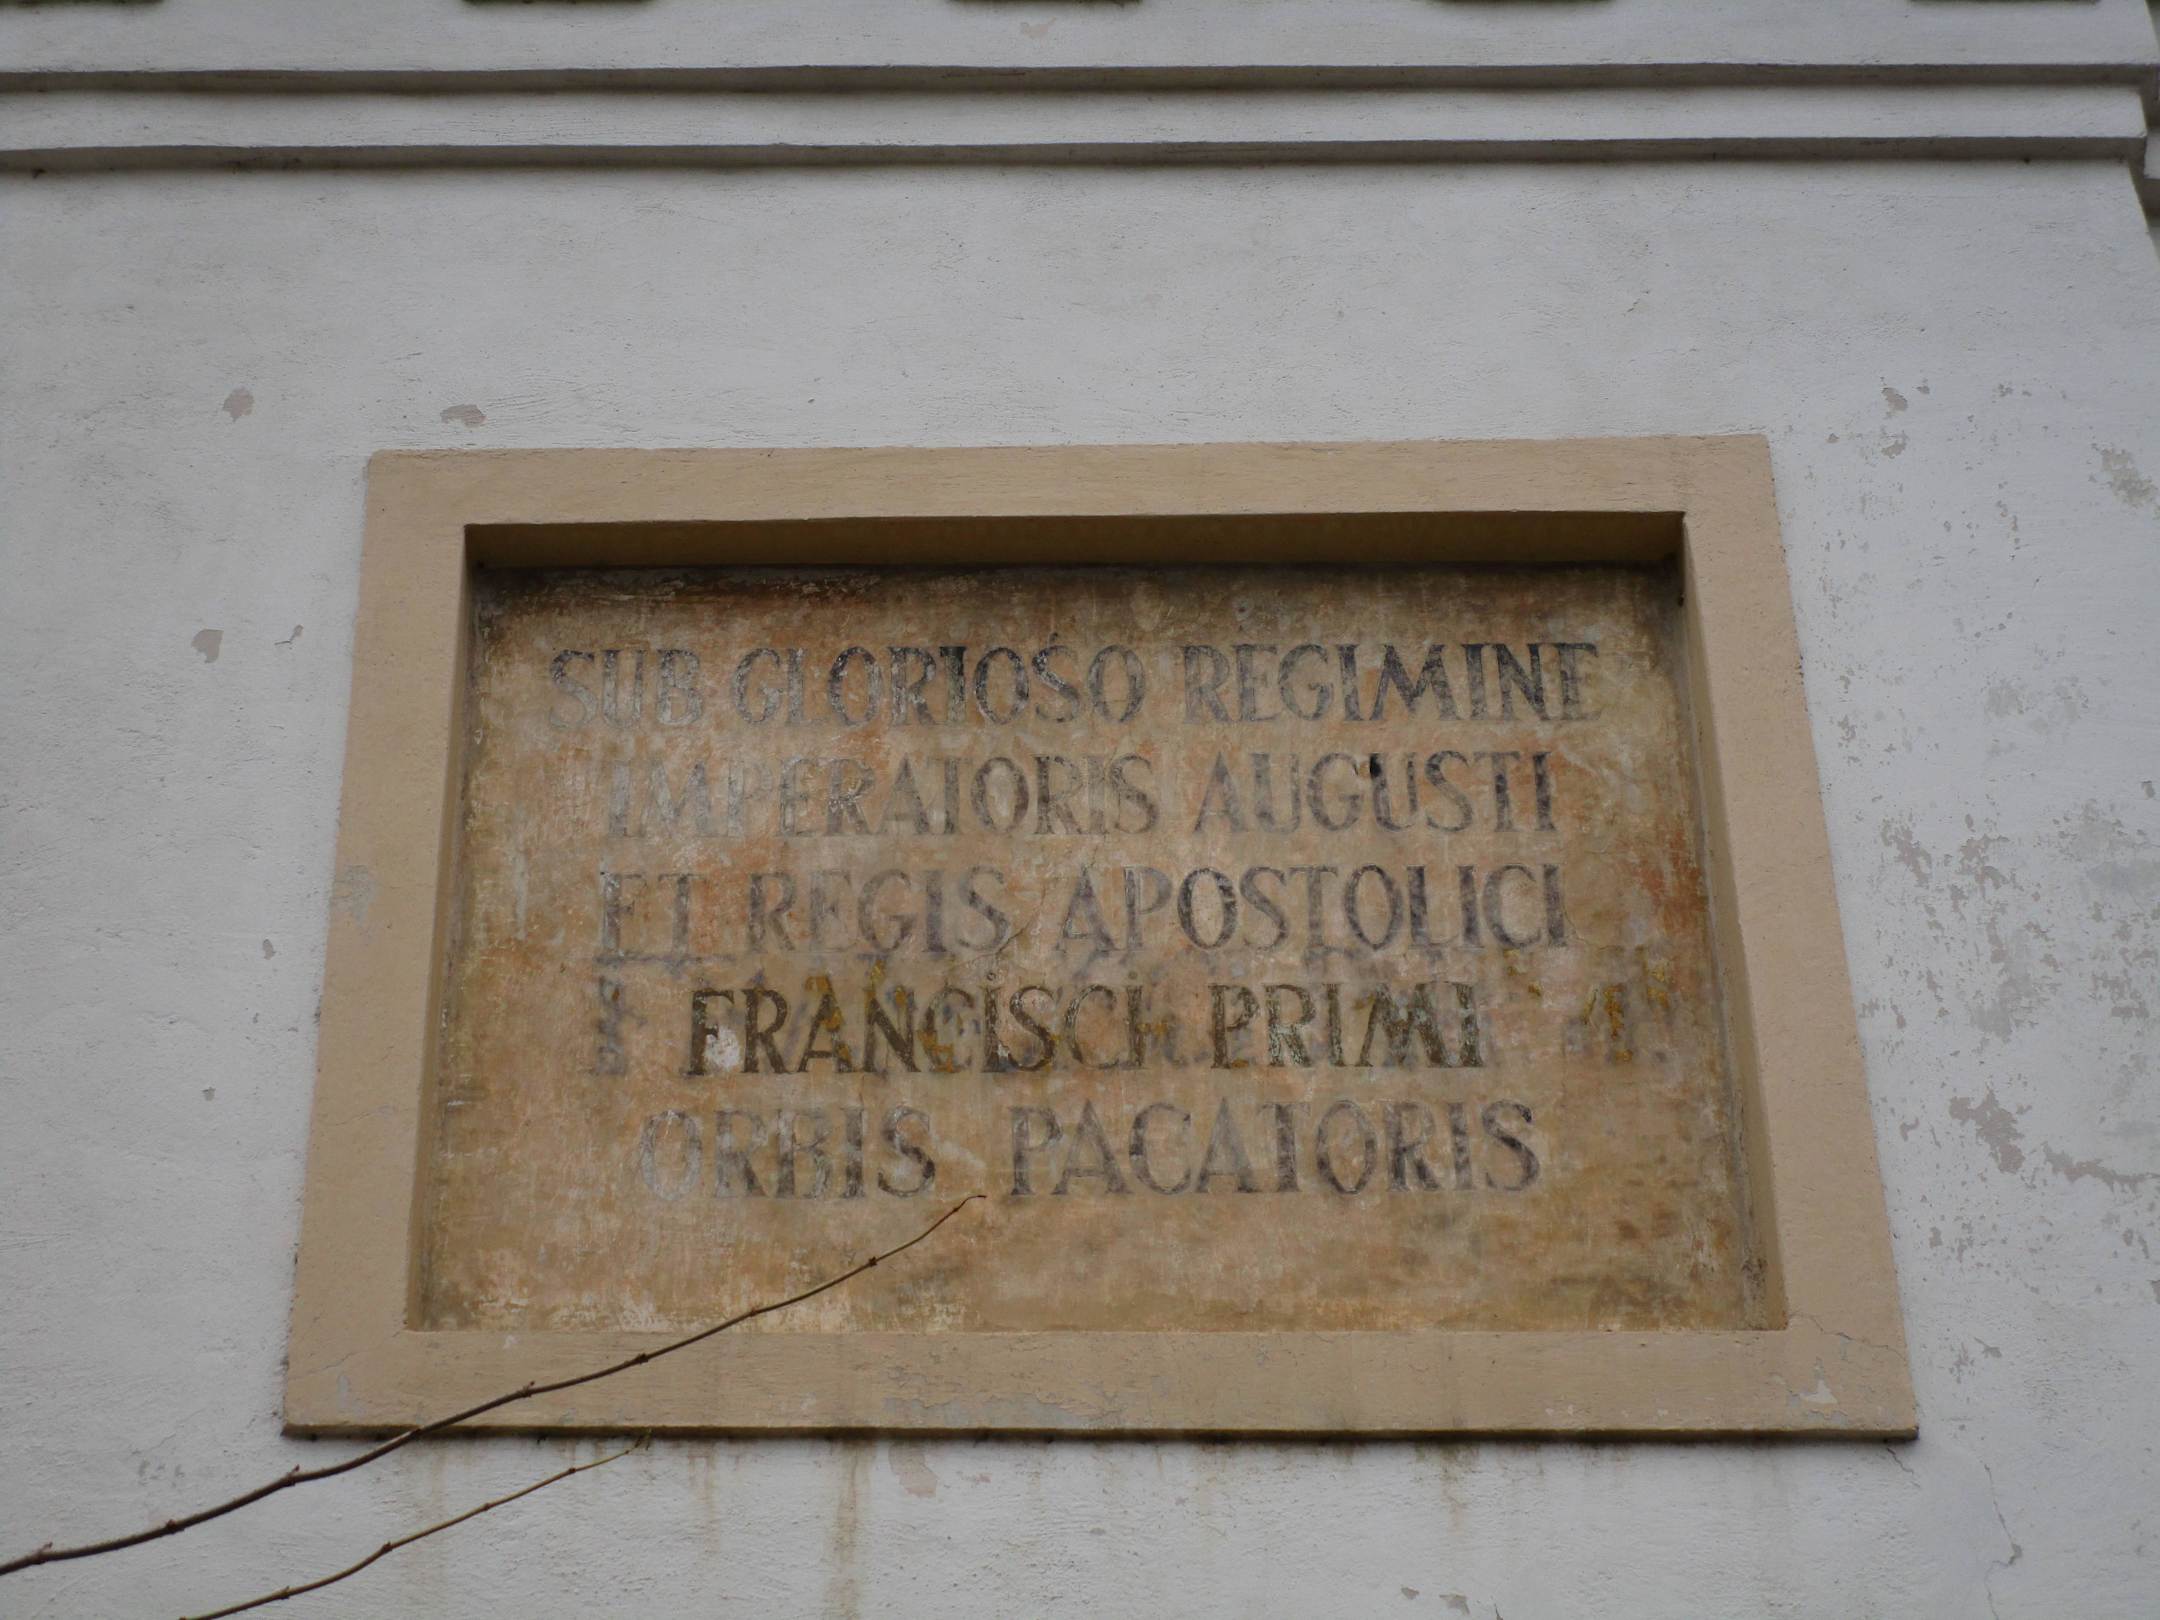 SUB GLORIOSO REGIMINE
IMPERATORIS AUGUSTI
ET REGIS APOSTOLICI
FRANCISCI PRIMI
ORBIS PACATORIS